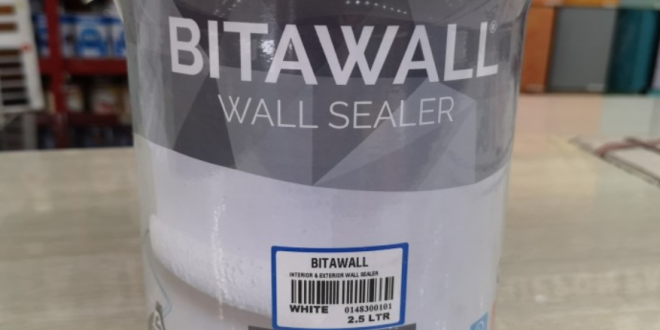 BITAWALL®
WALL SEALER
BITAWALL
INTERIOR & EXTERIOR WALL SEALER
WHITE 0148300101
2.5 LTR